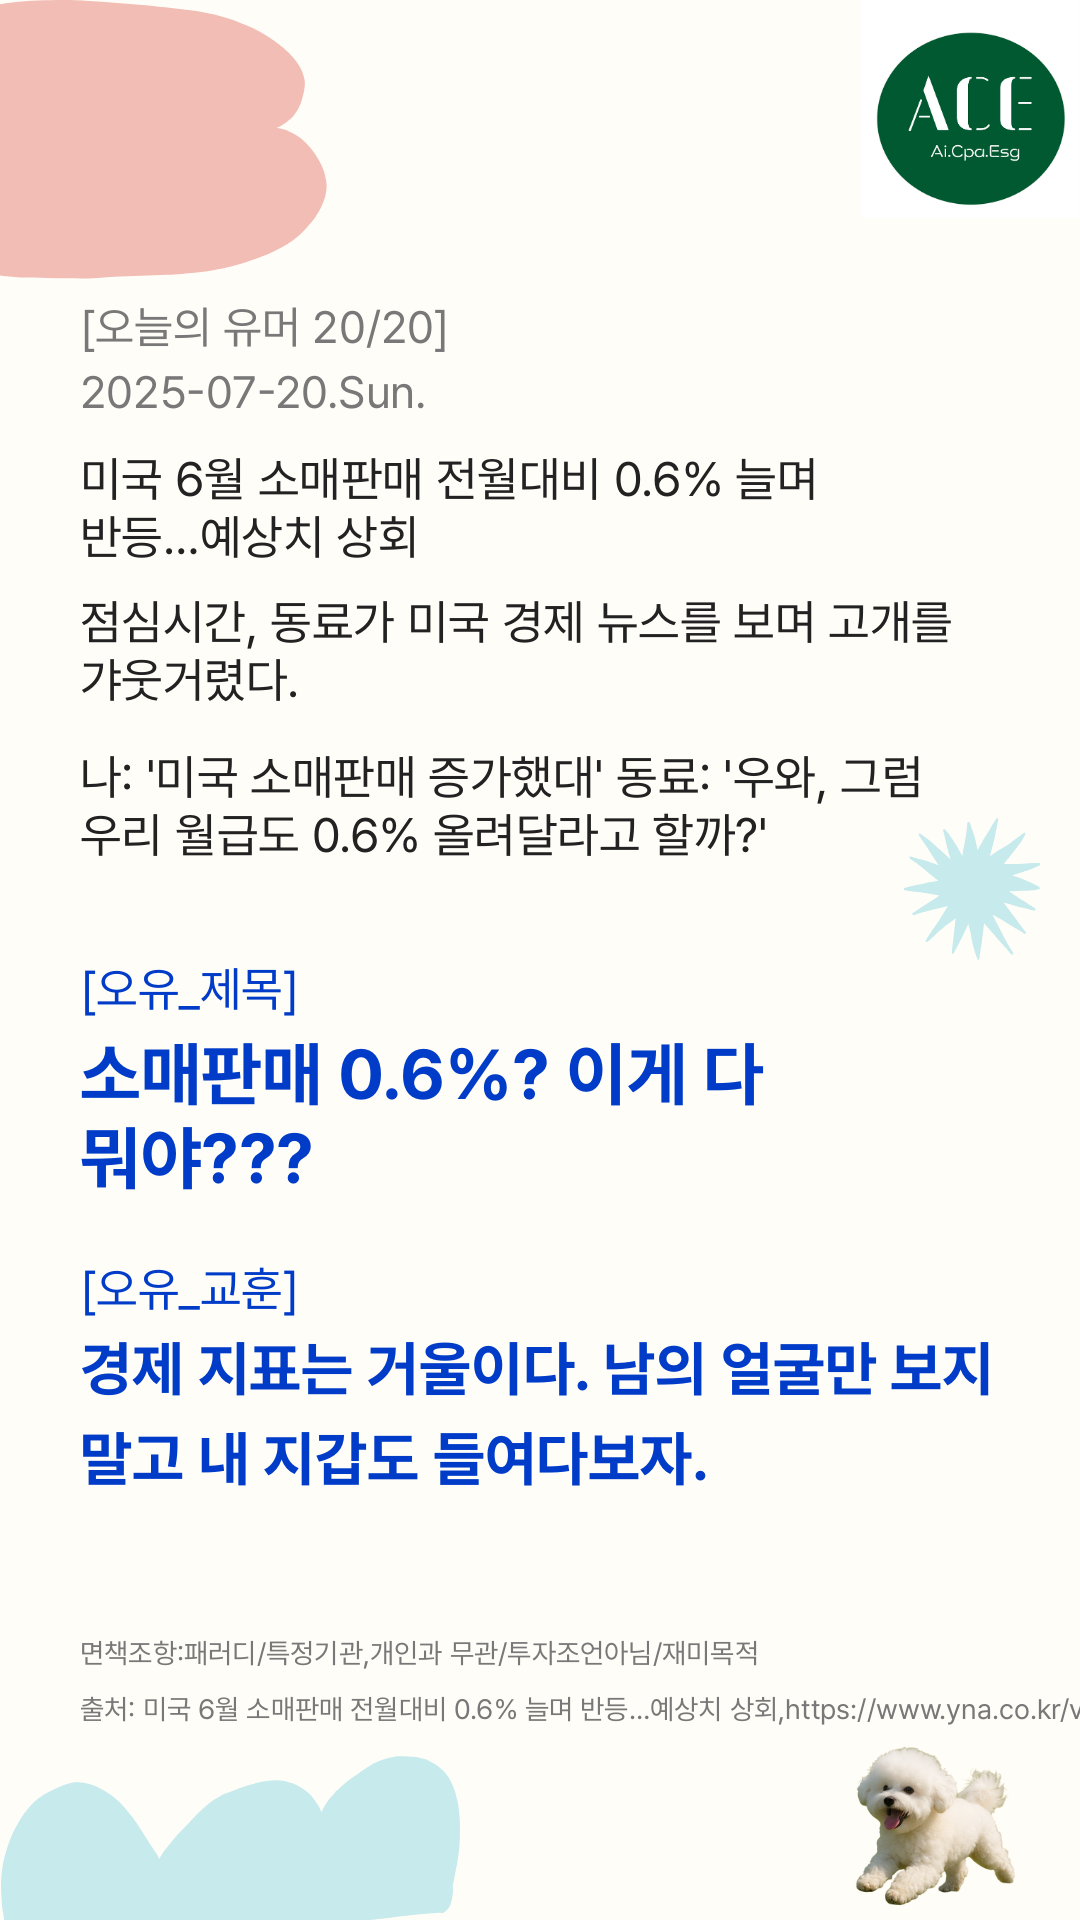 ACE
Ai.Cpa.Esg
[오늘의 유머 20/20]
2025-07-20.Sun.
미국 6월 소매판매 전월대비 0.6% 늘며
반등…예상치 상회
점심시간, 동료가 미국 경제 뉴스를 보며 고개를
갸웃거렸다.
나: '미국 소매판매 증가했대' 동료: '우와, 그럼
우리 월급도 0.6% 올려달라고 할까?'
[오유_제목]
소매판매 0.6%? 이게 다
뭐야???
[오유_교훈]
경제 지표는 거울이다. 남의 얼굴만 보지
말고 내 지갑도 들여다보자.
면책조항:패러디/특정기관,개인과 무관/투자조언아님/재미목적
출처: 미국 6월 소매판매 전월대비 0.6% 늘며 반등…예상치 상회,https://www.yna.co.kr/v